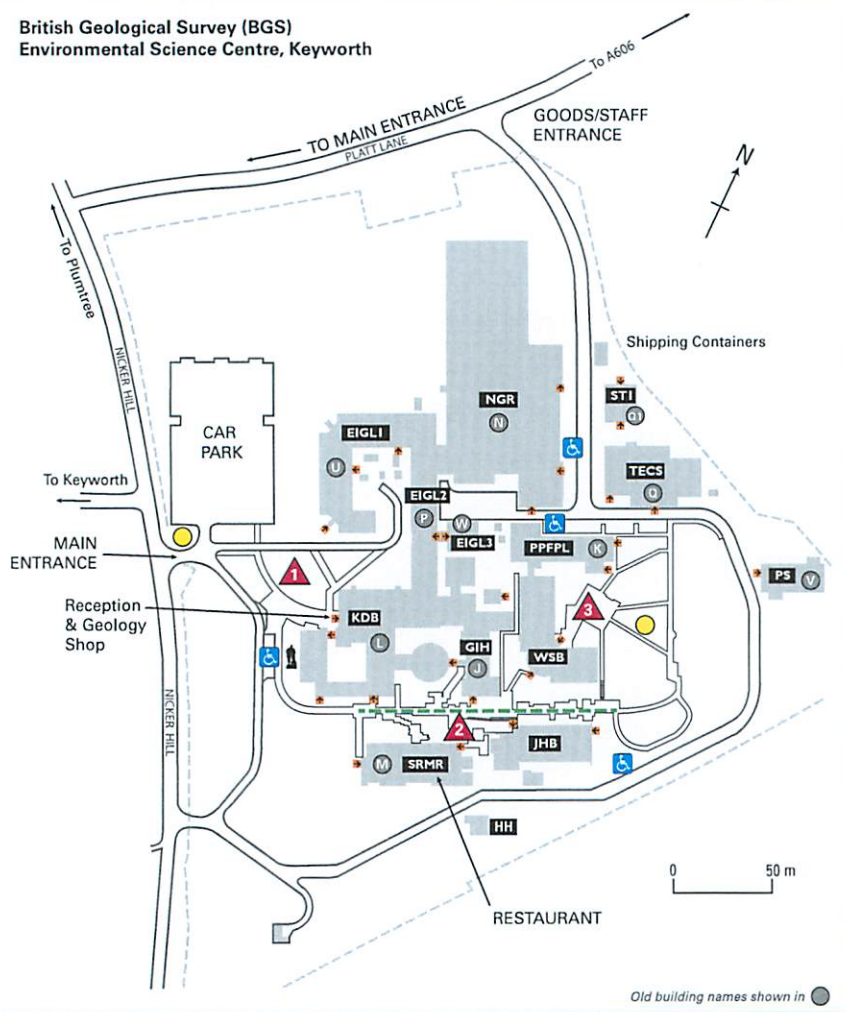 British Geological Survey (BGS)
Environmental Science Centre, Keyworth
To A606
GOODS/STAFF
ENTRANCE
TO MAIN ENTRANCE
PLATT LANE
N
To Plumtree
NICKER HILL
Shipping Containers
CAR
PARK
NGR
N
STI
Q1
EIGL1
U
TECS
Q
To Keyworth
EIGL2
P
W
EIGL3
PPFPL
K
MAIN
ENTRANCE
1
PS
V
Reception
& Geology
Shop
KDB
L
3
GIH
J
WSB
NICKER HILL
2
JHB
M
SRMR
HH
0
50 m
RESTAURANT
Old building names shown in